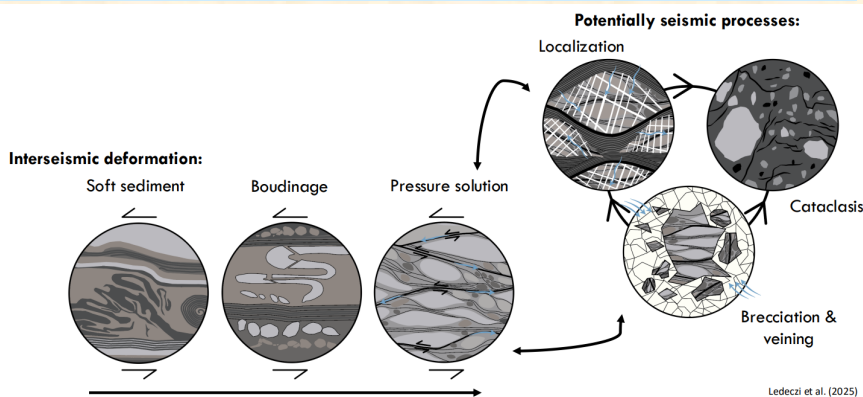 Potentially seismic processes:
Localization
Interseismic deformation:
Soft sediment
Boudinage
Pressure solution
Cataclasis
Brecciation &
veining
Ledeczi et al. (2025)